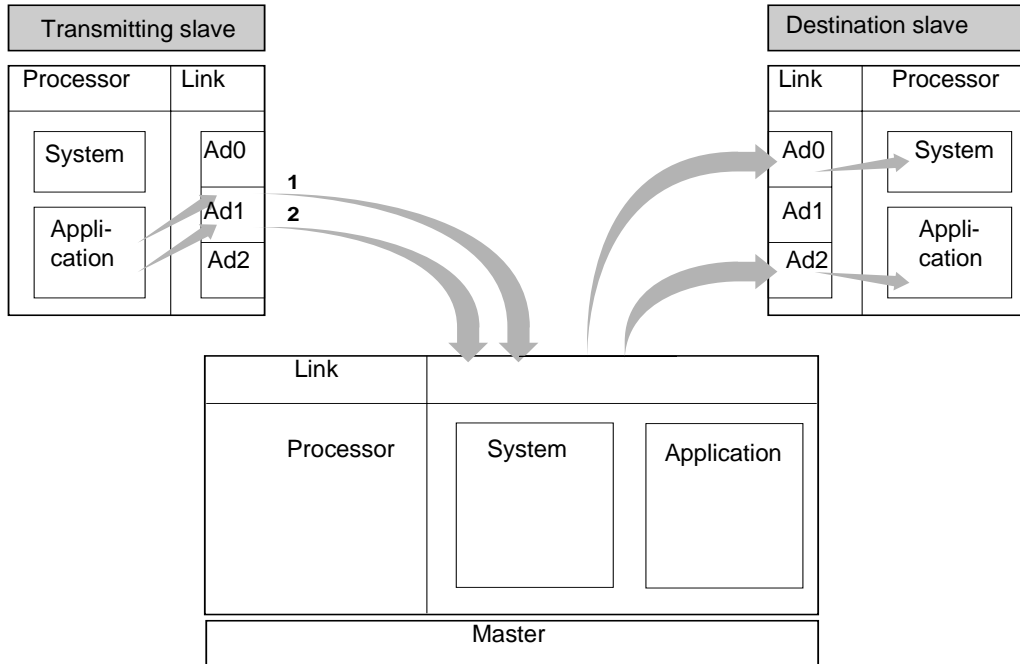 Transmitting slave
Destination slave
Processor
Link
Link
Processor
System
Ad0
Ad0
System
1
Ad1
2
Ad1
Appli-
cation
Appli-
cation
Ad2
Ad2
Link
Processor
System
Application
Master